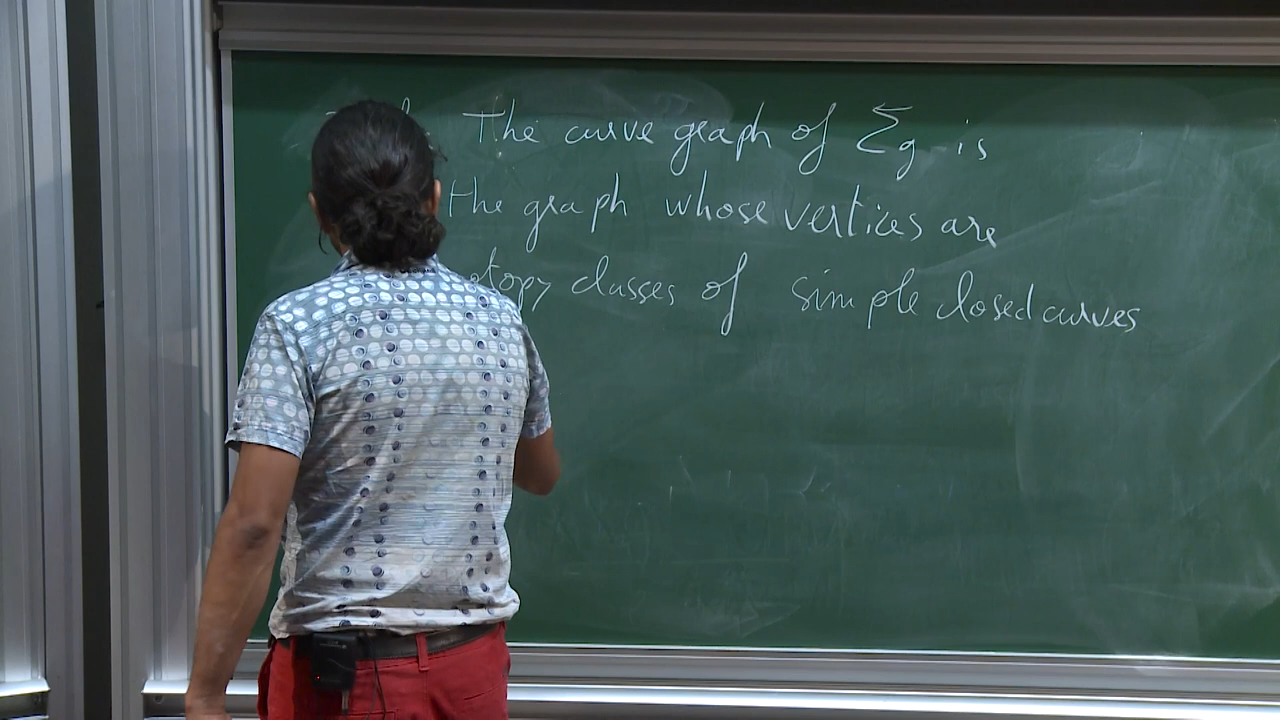 The curve graph of Σg is
the graph whose vertices are
classes of simple closed curves